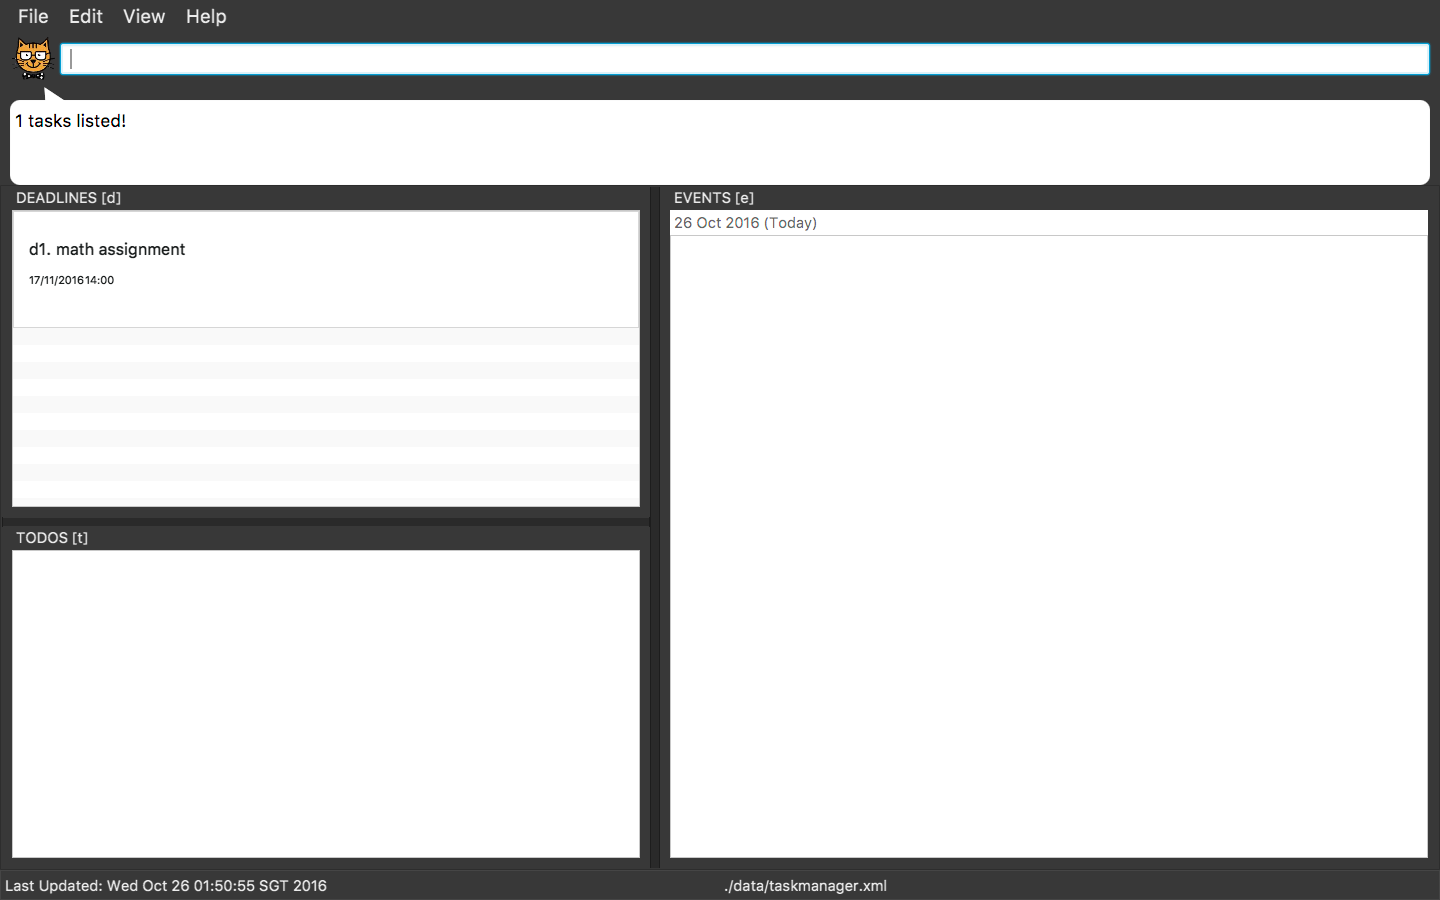 File Edit View Help
1 tasks listed!
DEADLINES [d]
d1. math assignment
17/11/2016 14:00
TODOS [t]
EVENTS [e]
26 Oct 2016 (Today)
Last Updated: Wed Oct 26 01:50:55 SGT 2016
./data/taskmanager.xml